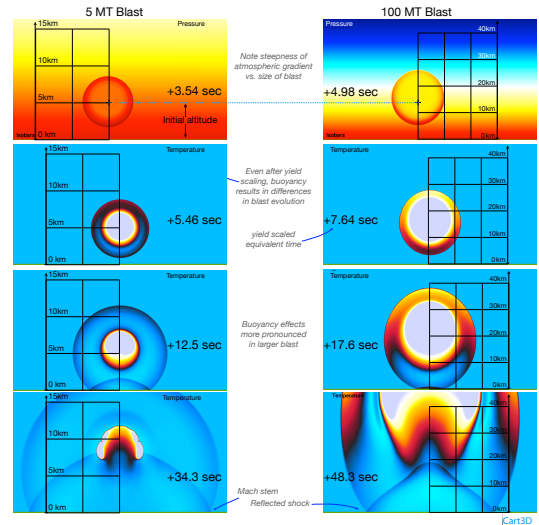 5 MT Blast
100 MT Blast
15km
Pressure
10km
5km
+3.54 sec
Initial altitude
0 km
Isobars
Note steepness of
atmospheric gradient
vs. size of blast
Pressure
40km
30km
20km
10km
0km
+4.98 sec
Isobars
15km
Temperature
10km
5km
0 km
+5.46 sec
Even after yield
scaling, buoyancy
results in differences
in blast evolution
yield scaled
equivalent time
Temperature
40km
30km
20km
10km
0km
+7.64 sec
15km
Temperature
10km
5km
0 km
+12.5 sec
Buoyancy effects
more pronounced
in larger blast
Temperature
40km
30km
20km
10km
0km
+17.6 sec
15km
Temperature
10km
5km
0 km
+34.3 sec
Mach stem
Reflected shock
Temperature
40km
30km
20km
10km
0km
+48.3 sec
Cart3D